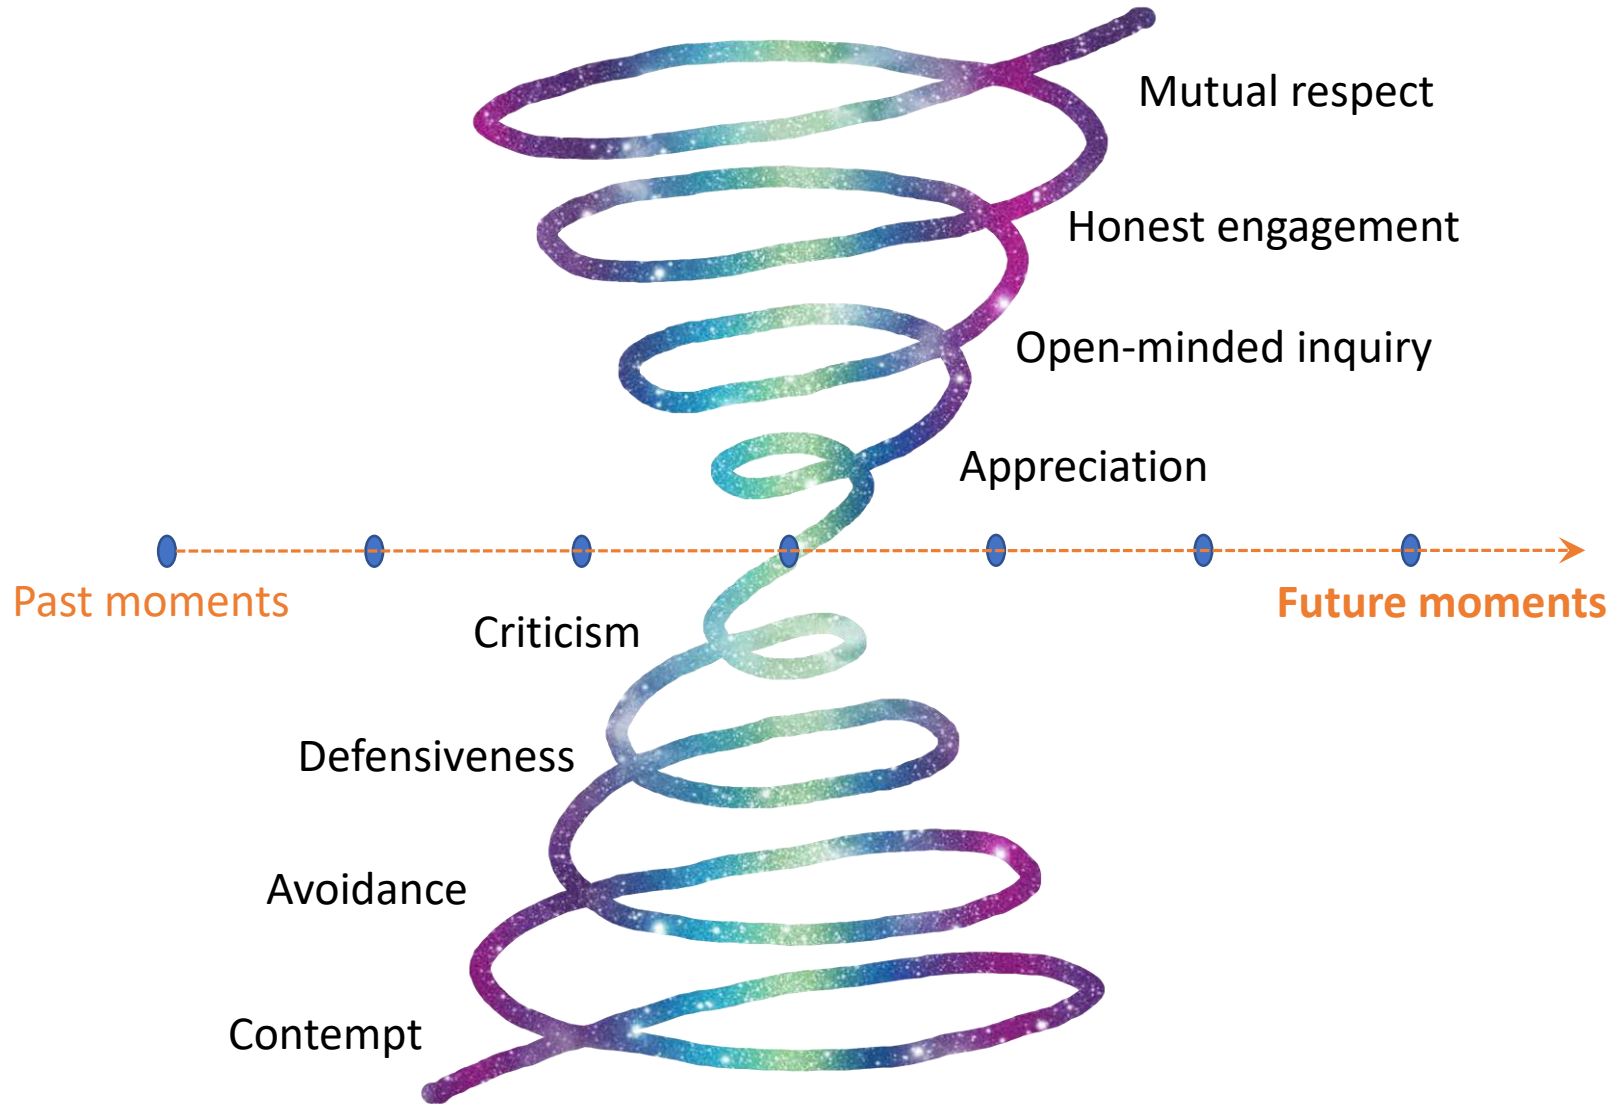 Mutual respect
Honest engagement
Open-minded inquiry
Appreciation
Past moments
Future moments
Criticism
Defensiveness
Avoidance
Contempt